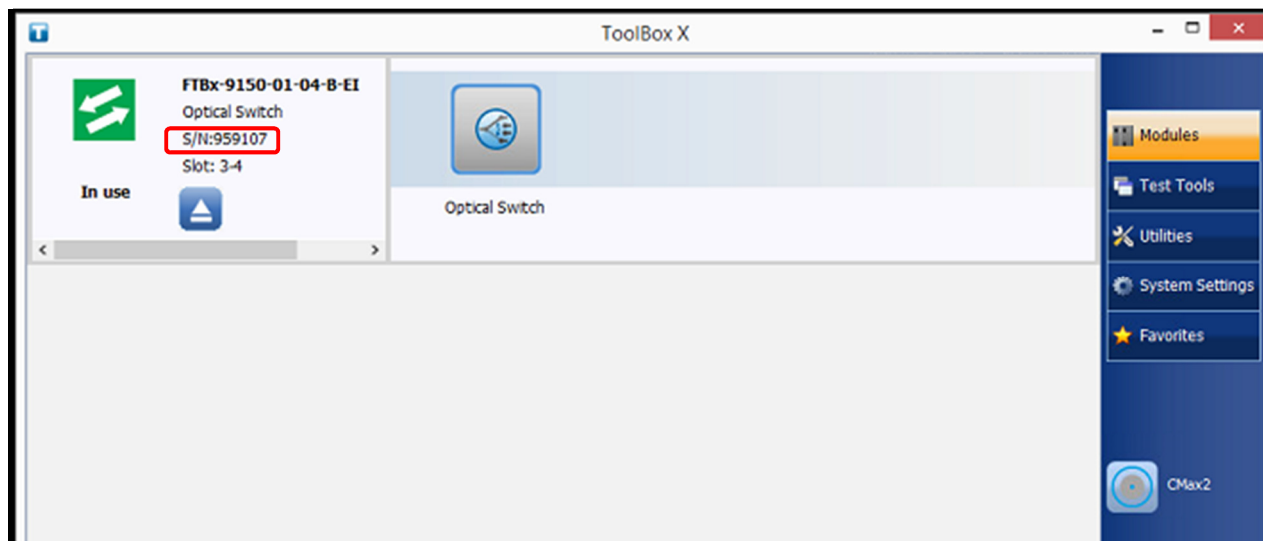 ToolBox X
FTBx-9150-01-04-B-EI
Optical Switch
S/N:959107
Slot: 3-4
In use
Optical Switch
Modules
Test Tools
Utilities
System Settings
Favorites
CMax2